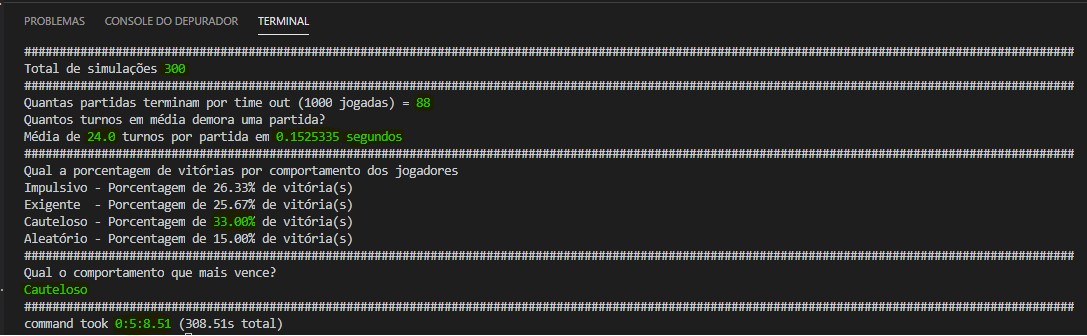 PROBLEMAS CONSOLE DO DEPURADOR TERMINAL
######################################################################################################################################################
Total de simulações 300
######################################################################################################################################################
Quantas partidas terminam por time out (1000 jogadas) = 88
Quantos turnos em média demora uma partida?
Média de 24.0 turnos por partida em 0.1525335 segundos
######################################################################################################################################################
Qual a porcentagem de vitórias por comportamento dos jogadores
Impulsivo - Porcentagem de 26.33% de vitória(s)
Exigente  - Porcentagem de 25.67% de vitória(s)
Cauteloso - Porcentagem de 33.00% de vitória(s)
Aleatório - Porcentagem de 15.00% de vitória(s)
######################################################################################################################################################
Qual o comportamento que mais vence?
Cauteloso
######################################################################################################################################################
command took 0:5:8.51 (308.51s total)